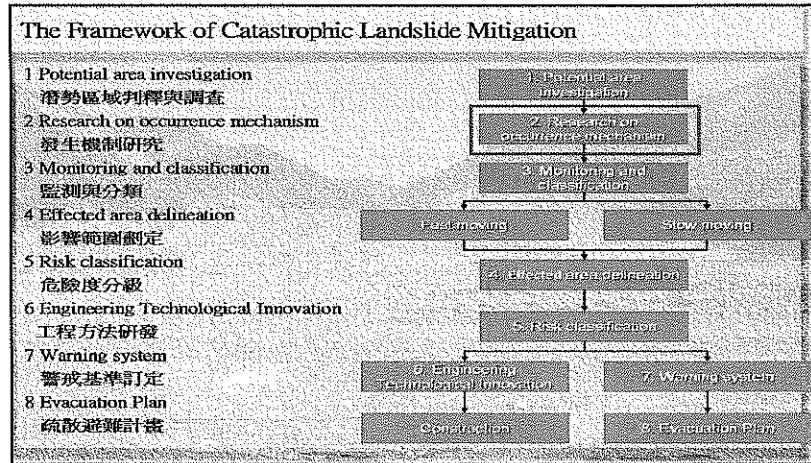 The Framework of Catastrophic Landslide Mitigation
1 Potential area investigation
潛勢區域判釋與調查
2 Research on occurrence mechanism
發生機制研究
3 Monitoring and classification
監測與分類
4 Effected area delineation
影響範圍劃定
5 Risk classification
危險度分級
6 Engineering Technological Innovation
工程方法研發
7 Warning system
警戒基準訂定
8 Evacuation Plan
疏散避難計畫
1. Potential area
investigation
2. Research on
occurrence mechanism
3. Monitoring and
classification
Fast moving
Slow moving
4. Effected area delineation
5. Risk classification
6. Engineering
Technological Innovation
7. Warning system
Construction
8. Evacuation Plan